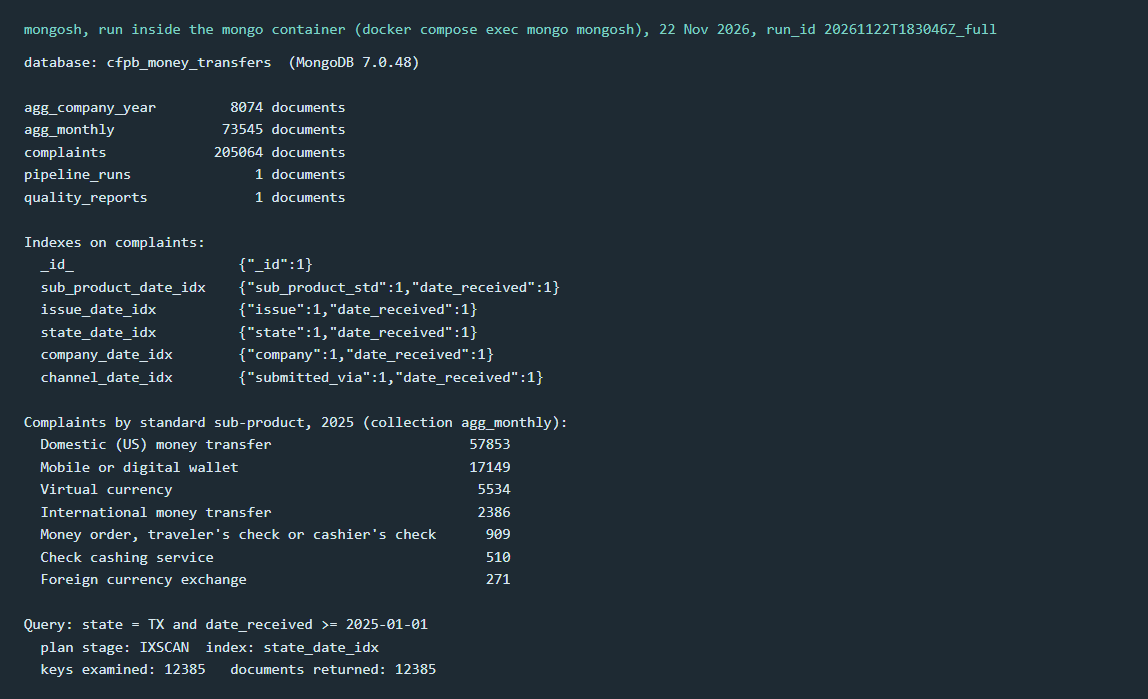 mongosh, run inside the mongo container (docker compose exec mongo mongosh), 22 Nov 2026, run_id 20261122T183046Z_full
database: cfpb_money_transfers  (MongoDB 7.0.48)
agg_company_year         8074 documents
agg_monthly             73545 documents
complaints             205064 documents
pipeline_runs               1 documents
quality_reports             1 documents
Indexes on complaints:
_id_                    {"_id":1}
sub_product_date_idx    {"sub_product_std":1,"date_received":1}
issue_date_idx          {"issue":1,"date_received":1}
state_date_idx          {"state":1,"date_received":1}
company_date_idx        {"company":1,"date_received":1}
channel_date_idx        {"submitted_via":1,"date_received":1}
Complaints by standard sub-product, 2025 (collection agg_monthly):
Domestic (US) money transfer                        57853
Mobile or digital wallet                            17149
Virtual currency                                     5534
International money transfer                         2386
Money order, traveler's check or cashier's check      909
Check cashing service                                 510
Foreign currency exchange                             271
Query: state = TX and date_received >= 2025-01-01
plan stage: IXSCAN  index: state_date_idx
keys examined: 12385   documents returned: 12385